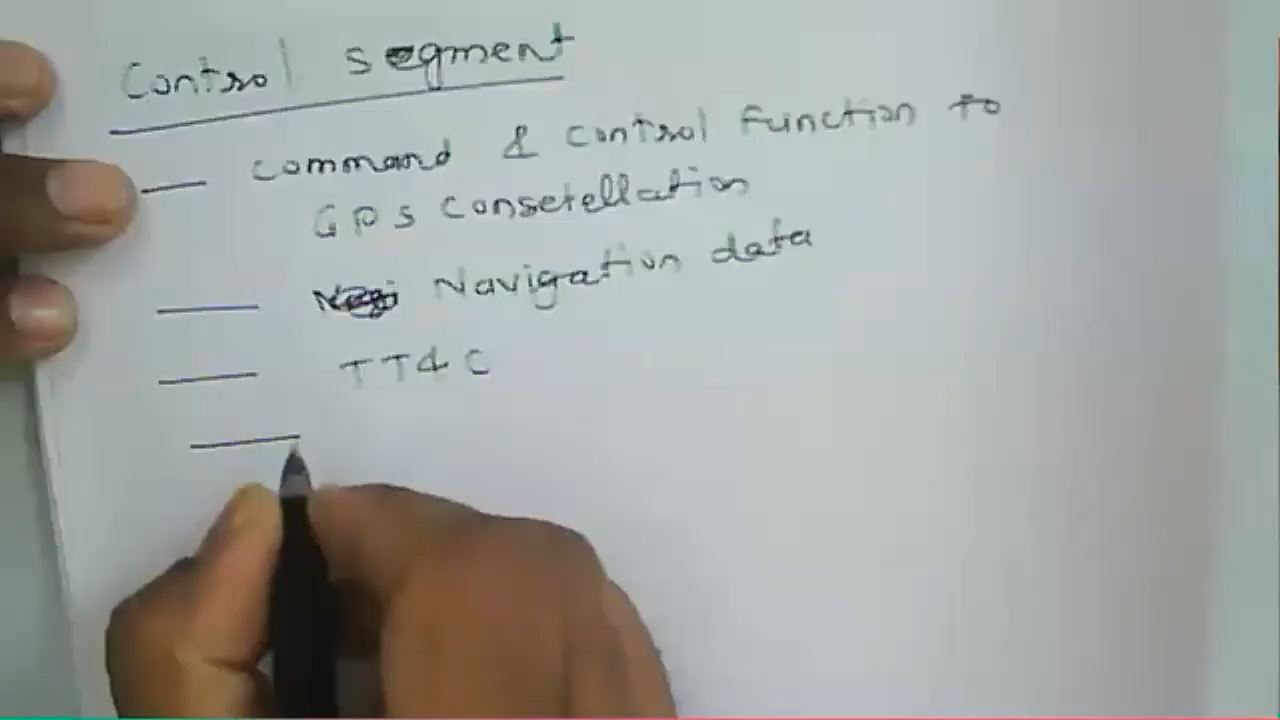 Control segment
— command & control function to
GPS consetellation
— Navigation data
— TT&C
—